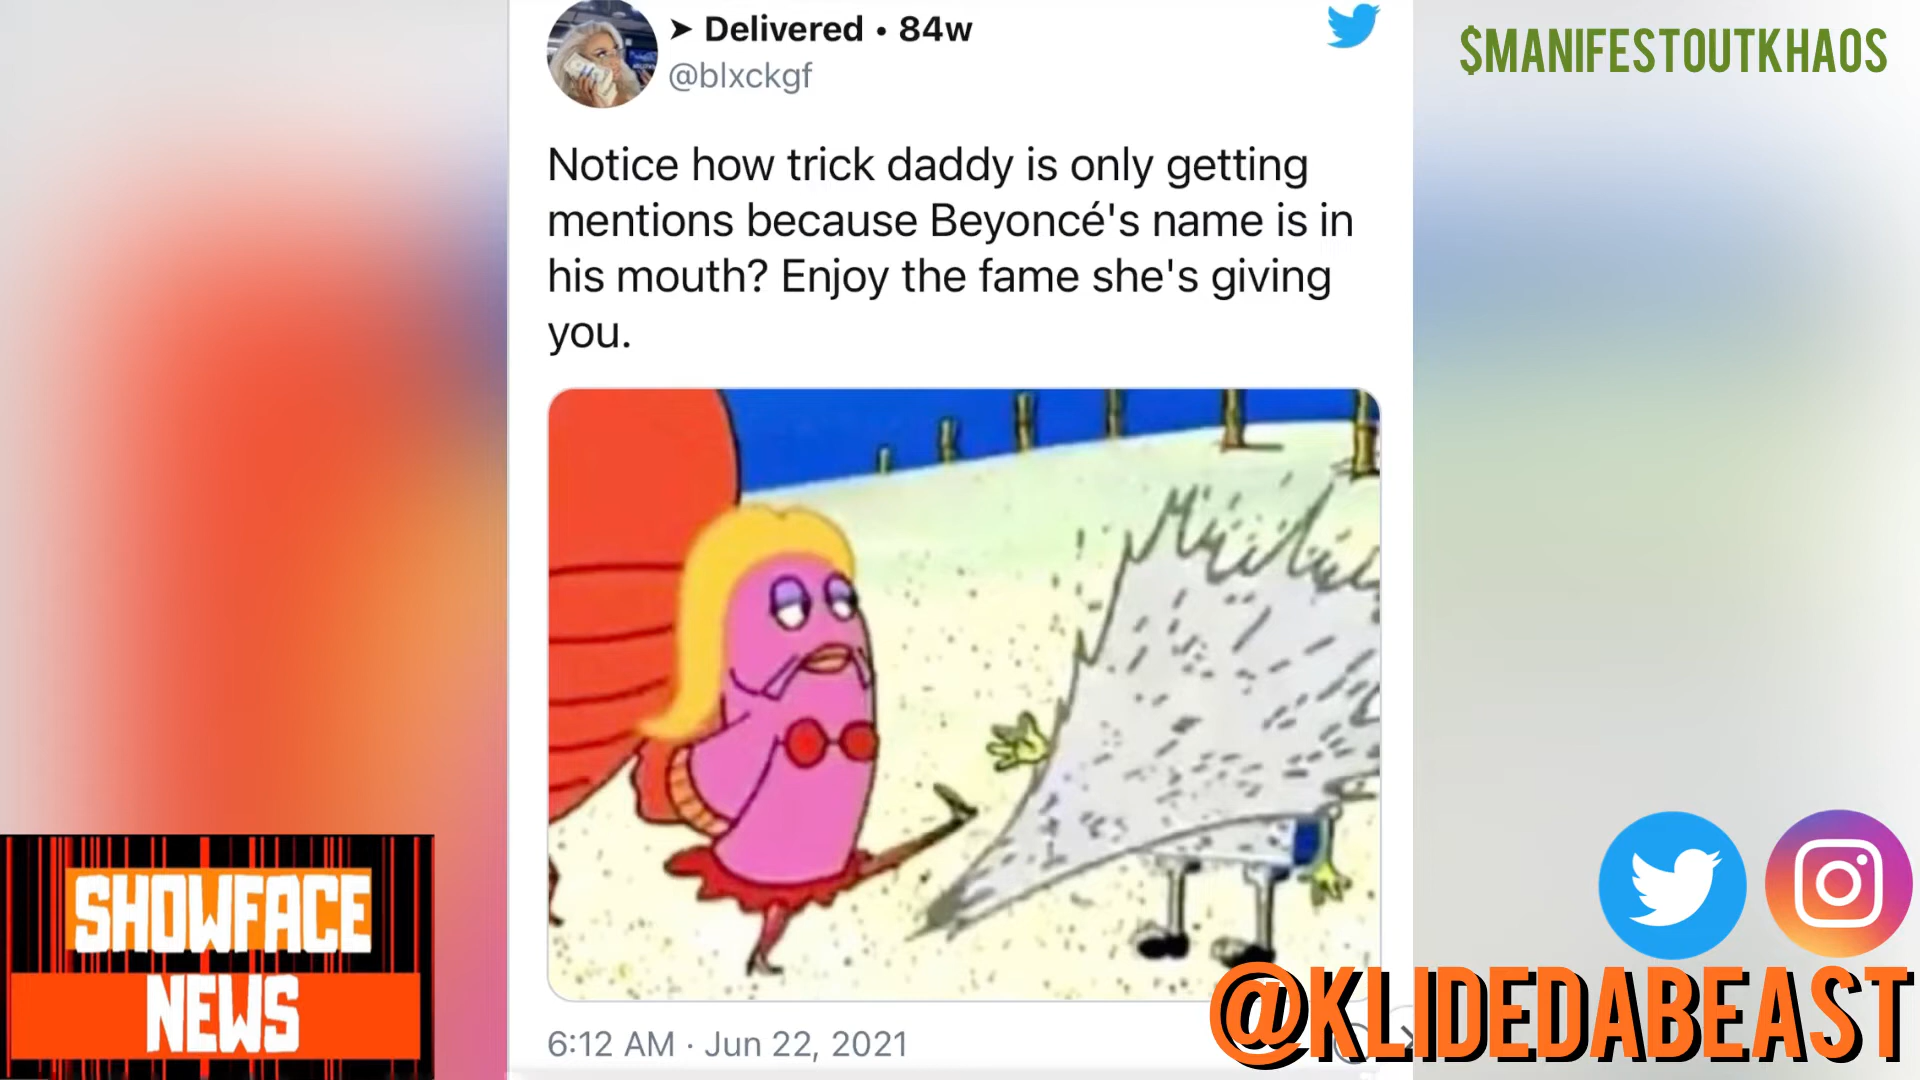 ➤ Delivered • 84w
@blxckgf
$MANIFESTOUTKHAOS
Notice how trick daddy is only getting
mentions because Beyoncé's name is in
his mouth? Enjoy the fame she's giving
you.
SHOWFACE
NEWS
6:12 AM · Jun 22, 2021
@KLIDEDABEAST